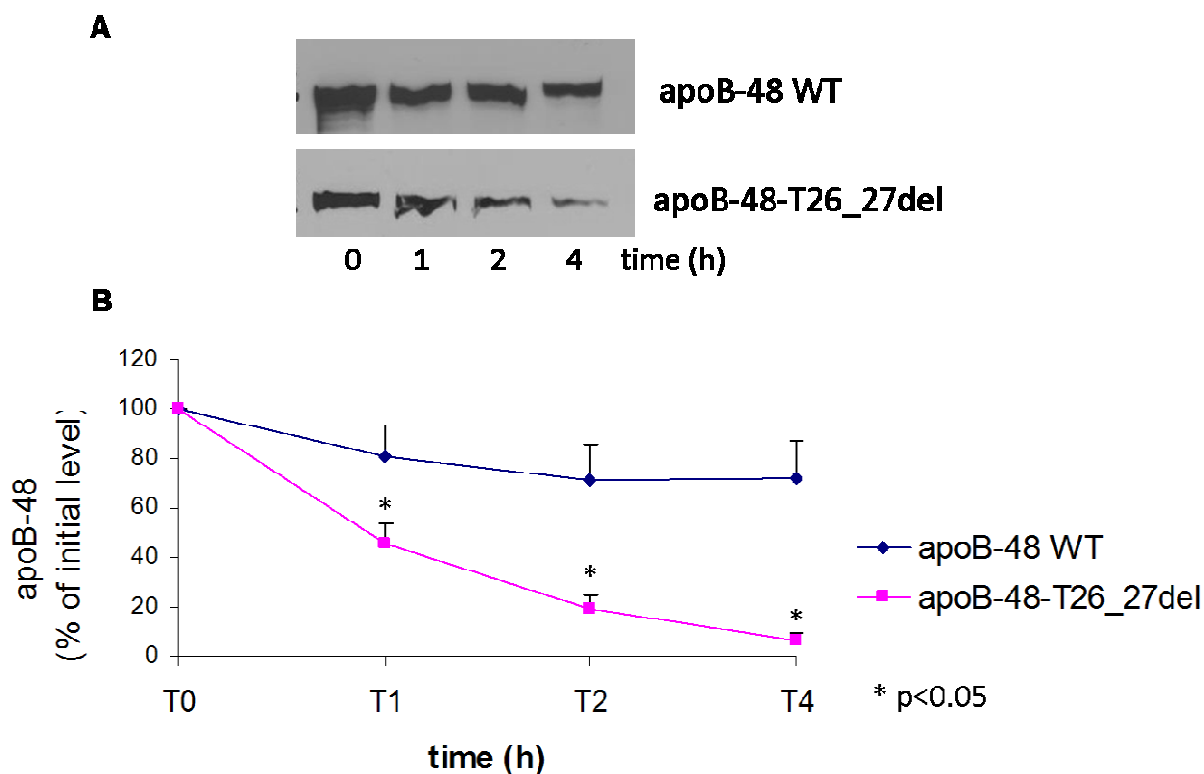 A
apoB-48 WT
apoB-48-T26_27del
0 1 2 4 time (h)
B
120
100
80
60
40
20
0
apoB-48
(% of initial level)
*
*
*
T0 T1 T2 T4
time (h)
apoB-48 WT
apoB-48-T26_27del
* p<0.05